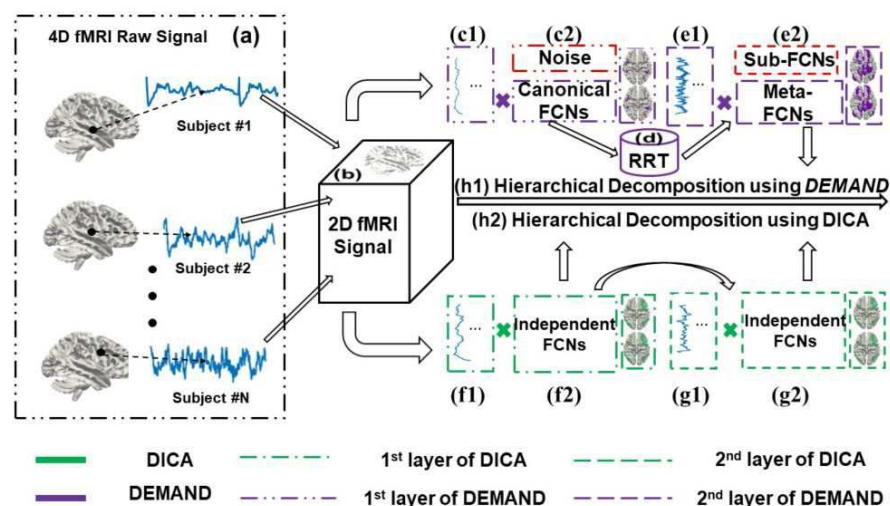 4D fMRI Raw Signal
(a)
Subject #1
Subject #2
Subject #N
(b)
2D fMRI
Signal
(c1)
(c2)
(e1)
(e2)
Noise
...
Canonical
FCNs
Sub-FCNs
...
Meta-
FCNs
(d)
RRT
(h1) Hierarchical Decomposition using DEMAND
(h2) Hierarchical Decomposition using DICA
...
Independent
FCNs
...
Independent
FCNs
(f1)
(f2)
(g1)
(g2)
DICA
1st layer of DICA
2nd layer of DICA
DEMAND
1st layer of DEMAND
2nd layer of DEMAND